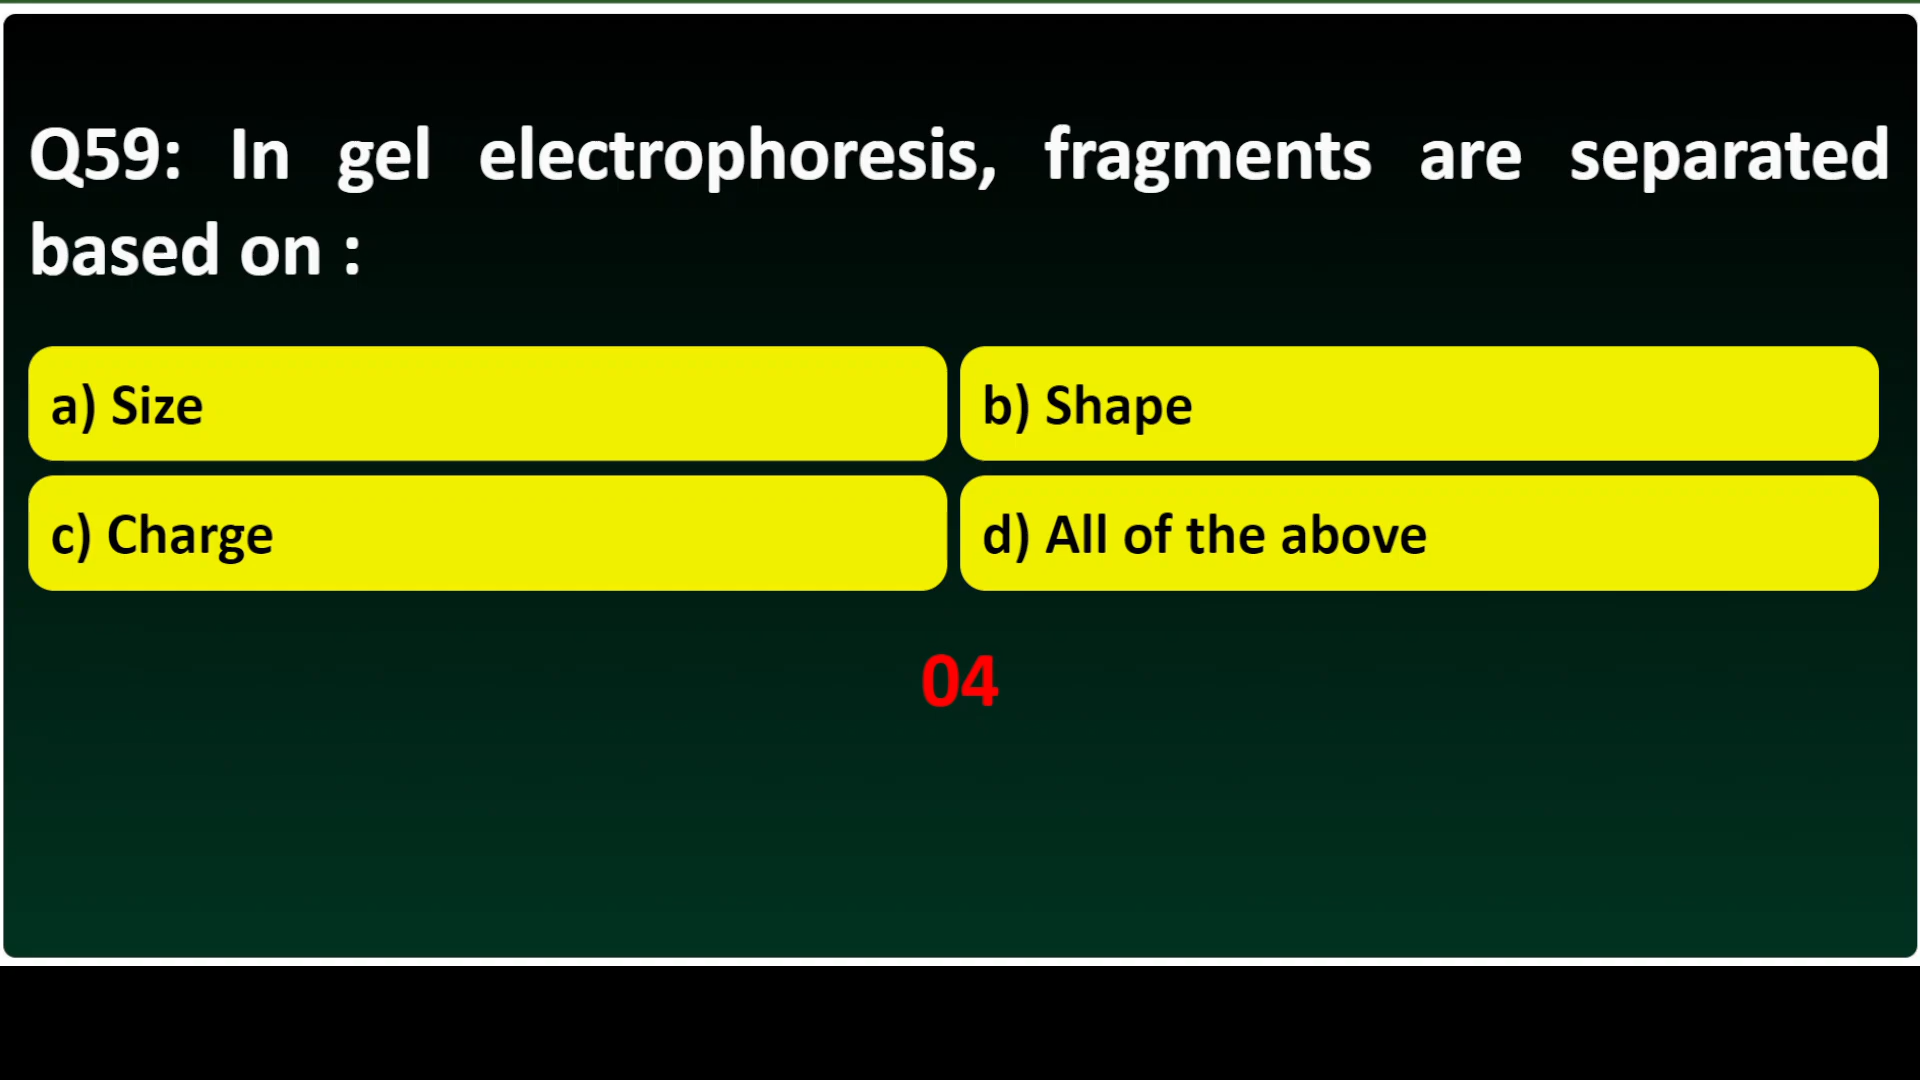 Q59: In gel electrophoresis, fragments are separated
based on :
a) Size
b) Shape
c) Charge
d) All of the above
04